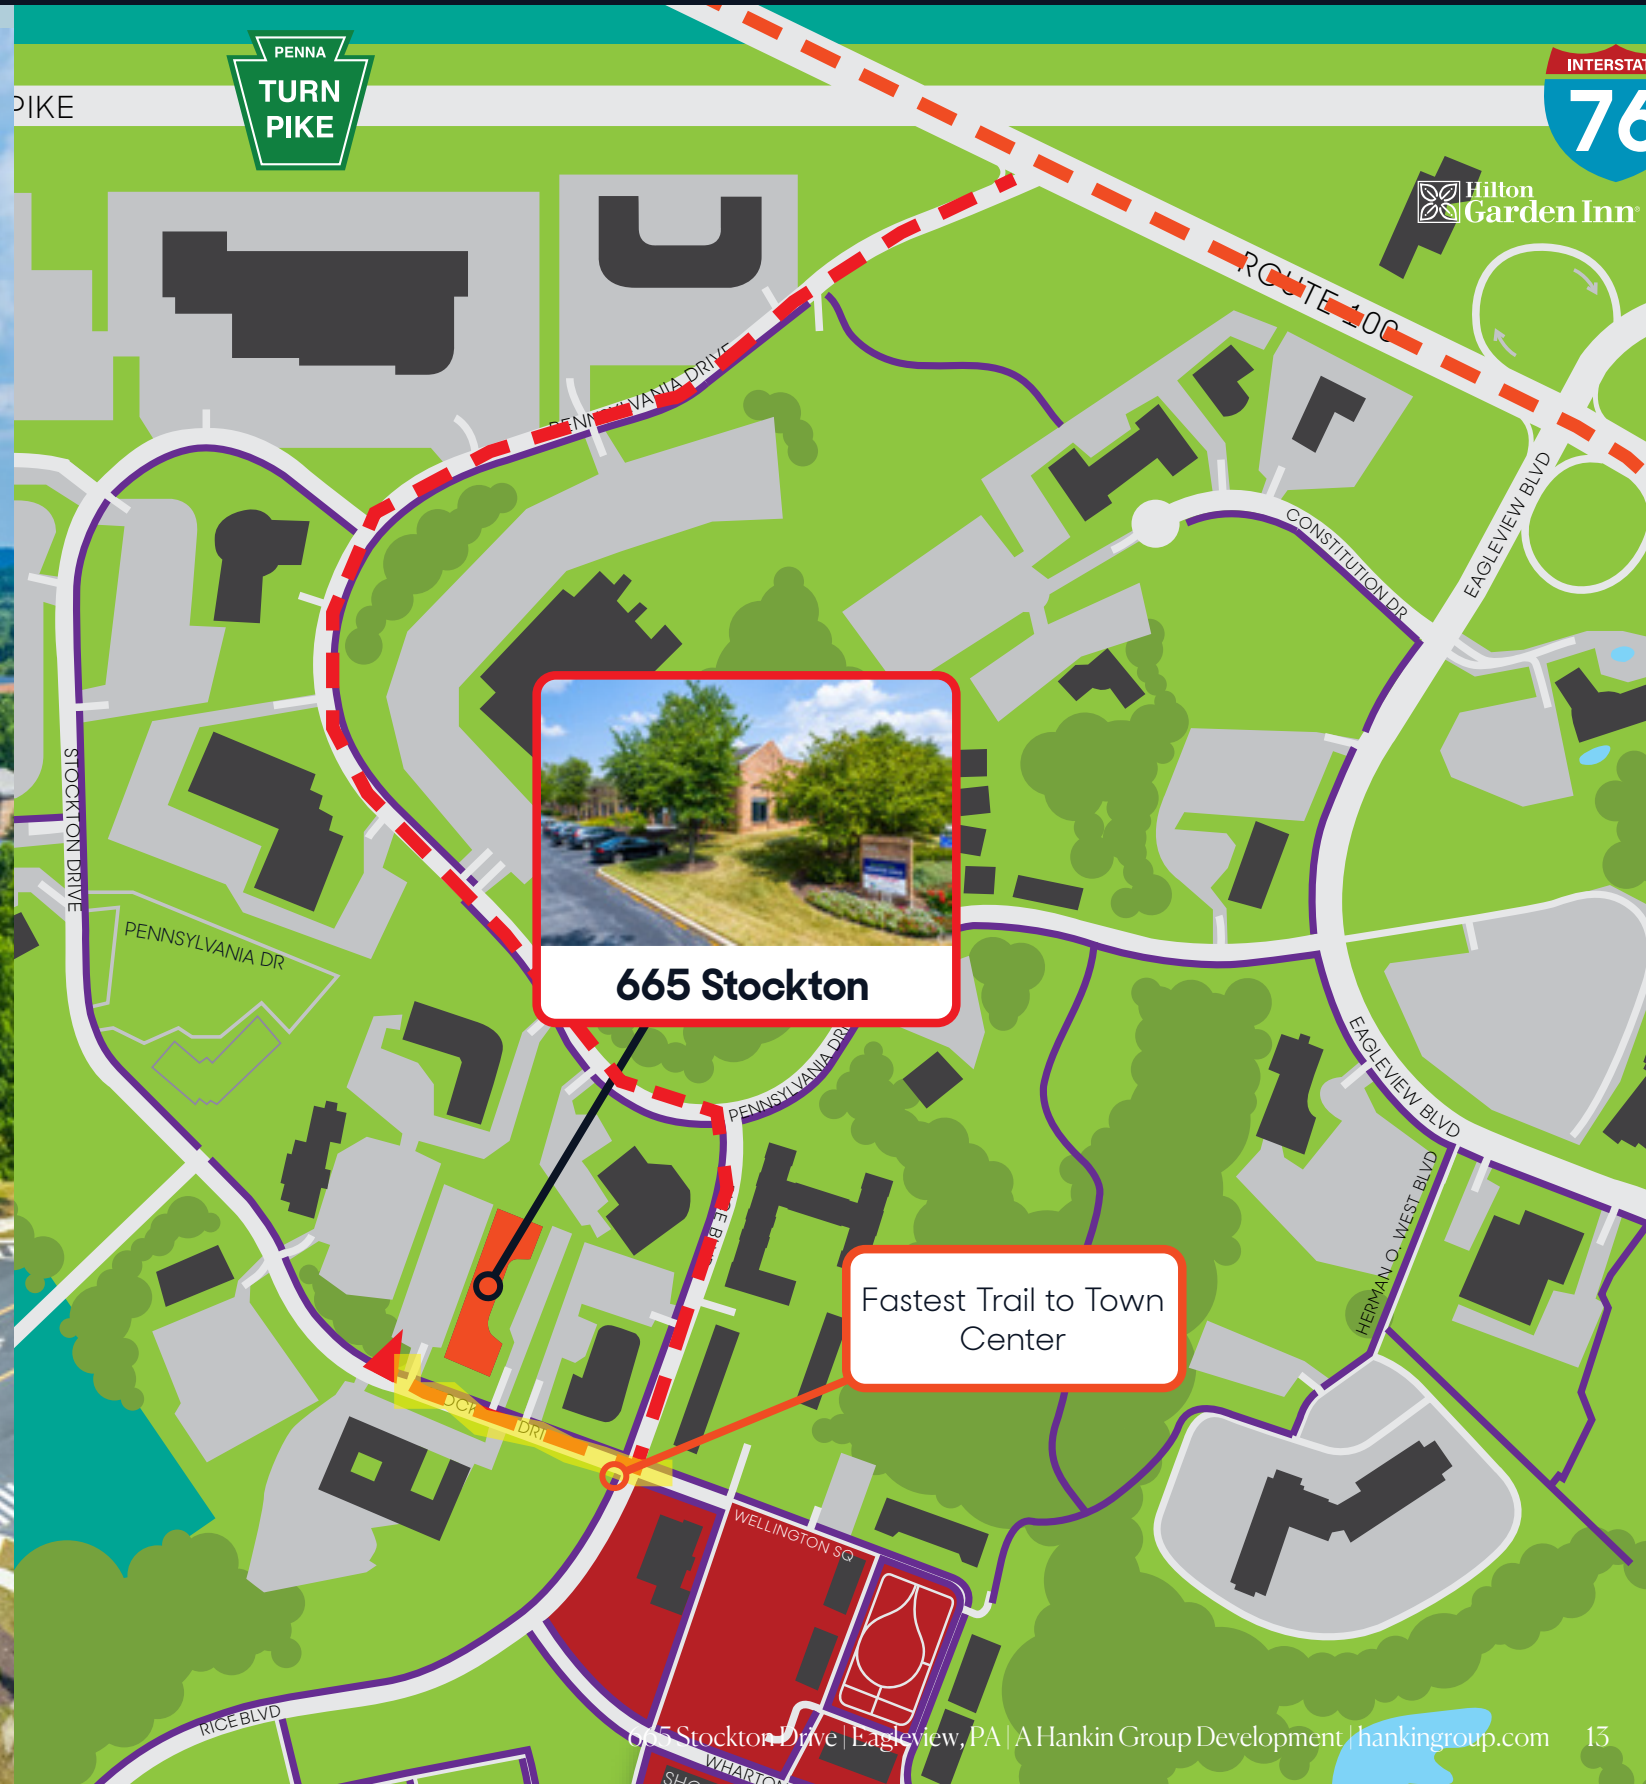 PENNA
TURN
PIKE
PIKE
INTERSTAT
76
Hilton
Garden Inn
ROUTE 100
PENNSYLVANIA DRIVE
EAGLEVIEW BLVD
CONSTITUTION DR
STOCKTON DRIVE
PENNSYLVANIA DR
665 Stockton
PENNSYLVANIA DRI
EAGLEVIEW BLVD
HERMAN O. WEST BLVD
Fastest Trail to Town
Center
WELLINGTON SQ
RICE BLVD
WHARTON
665 Stockton Drive | Eagleview, PA | A Hankin Group Development | hankingroup.com 13